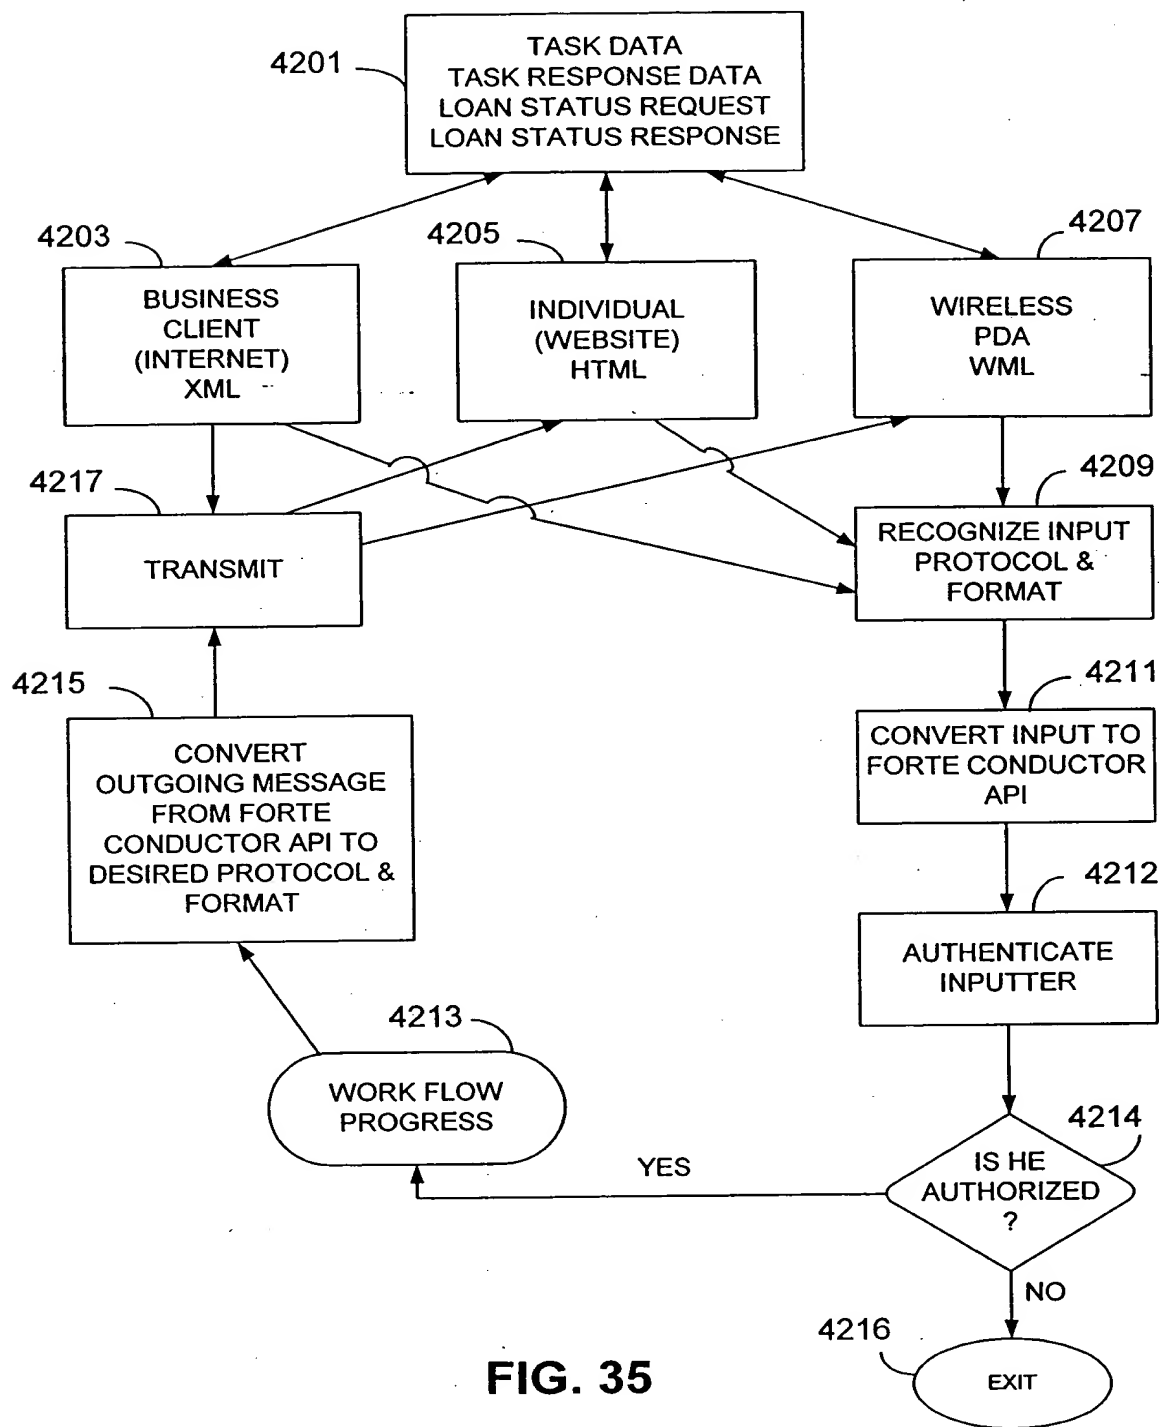 4201
TASK DATA
TASK RESPONSE DATA
LOAN STATUS REQUEST
LOAN STATUS RESPONSE
4203
BUSINESS
CLIENT
(INTERNET)
XML
4205
INDIVIDUAL
(WEBSITE)
HTML
4207
WIRELESS
PDA
WML
4217
TRANSMIT
4209
RECOGNIZE INPUT
PROTOCOL &
FORMAT
4215
CONVERT
OUTGOING MESSAGE
FROM FORTE
CONDUCTOR API TO
DESIRED PROTOCOL &
FORMAT
4211
CONVERT INPUT TO
FORTE CONDUCTOR
API
4212
AUTHENTICATE
INPUTTER
4213
WORK FLOW
PROGRESS
4214
IS HE
AUTHORIZED
?
YES
NO
4216
EXIT
FIG. 35